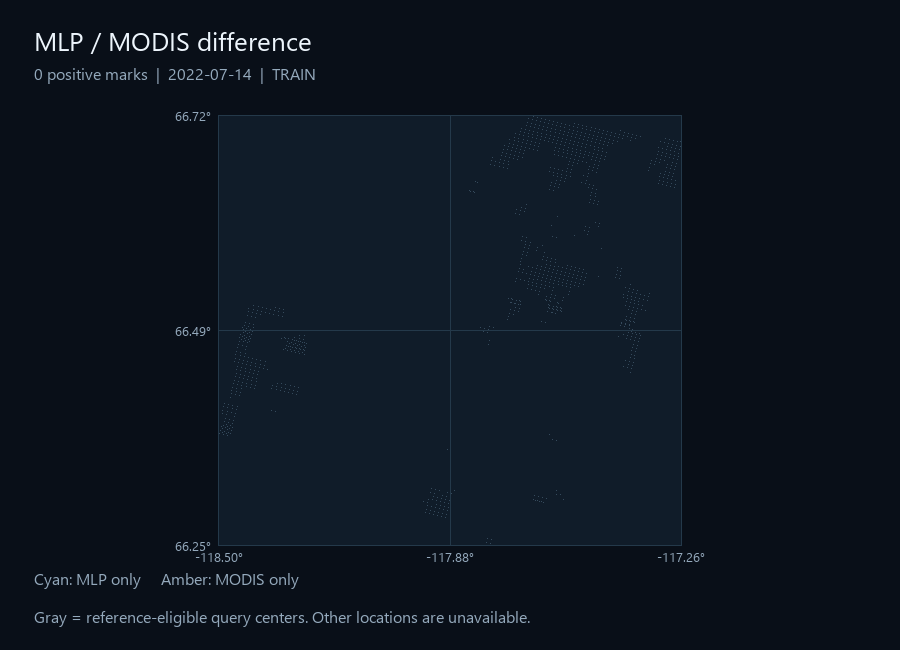 MLP / MODIS difference
0 positive marks | 2022-07-14 | TRAIN
66.72°
66.49°
66.25°
-118.50° -117.88° -117.26°
Cyan: MLP only Amber: MODIS only
Gray = reference-eligible query centers. Other locations are unavailable.